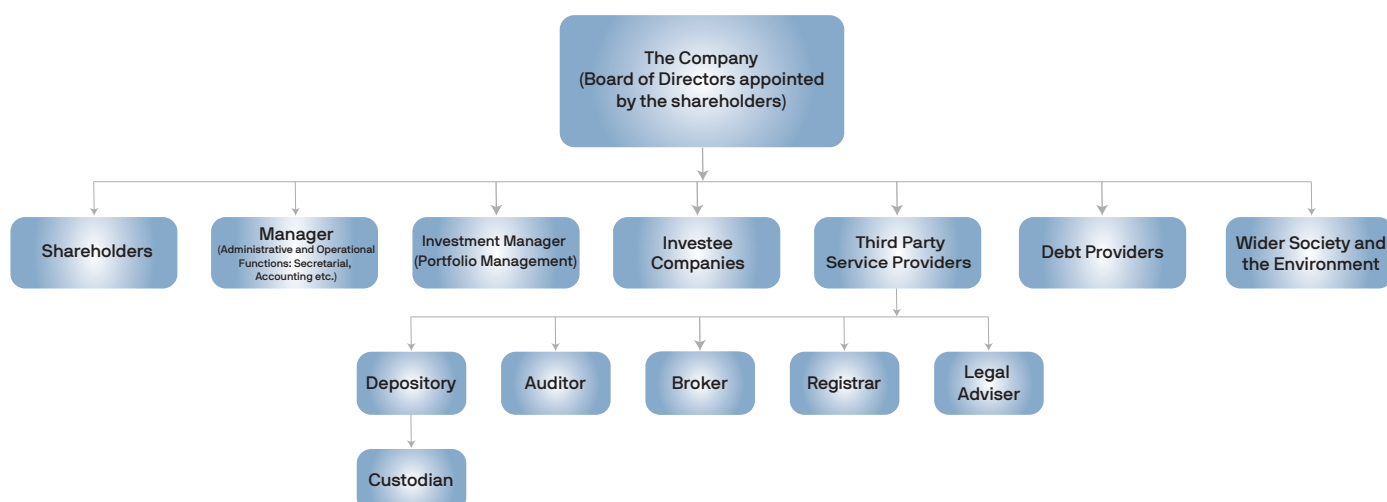 The Company
(Board of Directors appointed
by the shareholders)
Shareholders
Manager
(Administrative and Operational
Functions: Secretarial,
Accounting etc.)
Investment Manager
(Portfolio Management)
Investee
Companies
Third Party
Service Providers
Debt Providers
Wider Society and
the Environment
Depository
Auditor
Broker
Registrar
Legal
Adviser
Custodian